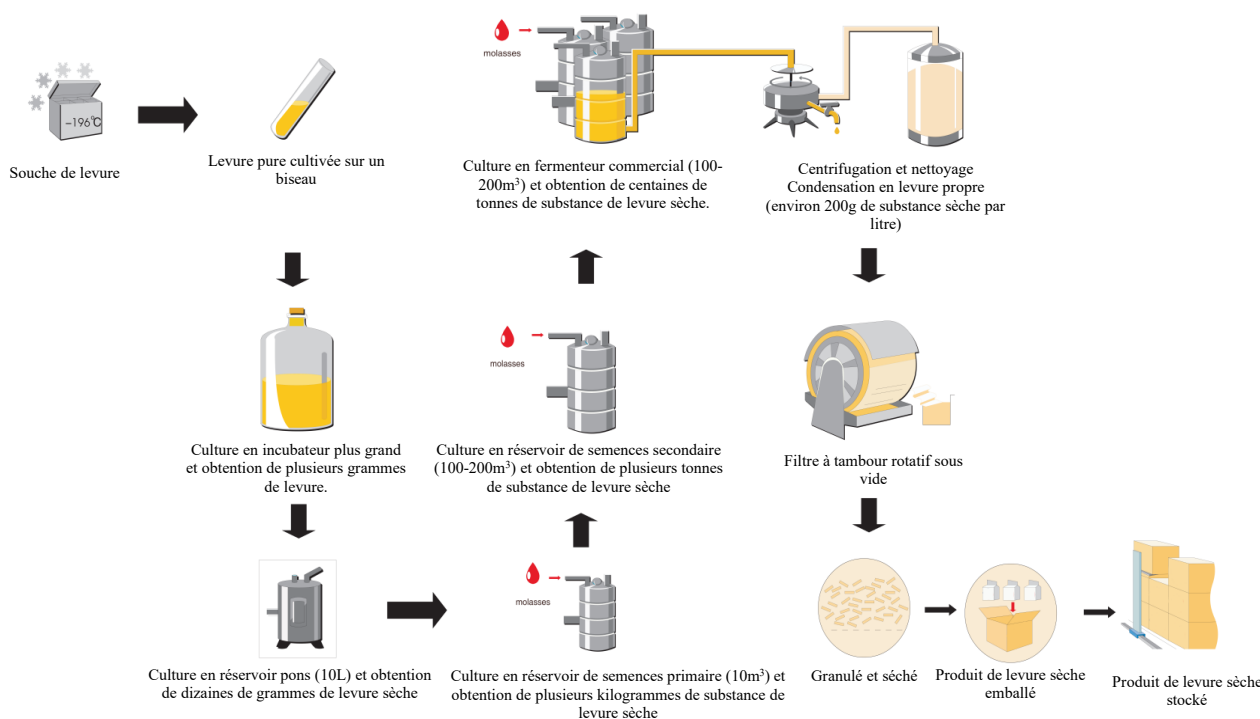 −196℃
Souche de levure
Levure pure cultivée sur un
biseau
Culture en incubateur plus grand
et obtention de plusieurs grammes
de levure.
Culture en réservoir pons (10L) et obtention
de dizaines de grammes de levure sèche
molasses
Culture en réservoir de semences primaire (10m³) et
obtention de plusieurs kilogrammes de substance de
levure sèche
molasses
Culture en réservoir de semences secondaire
(100-200m³) et obtention de plusieurs tonnes
de substance de levure sèche
molasses
Culture en fermenteur commercial (100-
200m³) et obtention de centaines de
tonnes de substance de levure sèche.
Centrifugation et nettoyage
Condensation en levure propre
(environ 200g de substance sèche par
litre)
Filtre à tambour rotatif sous
vide
Granulé et séché
Produit de levure sèche
emballé
Produit de levure sèche
stocké